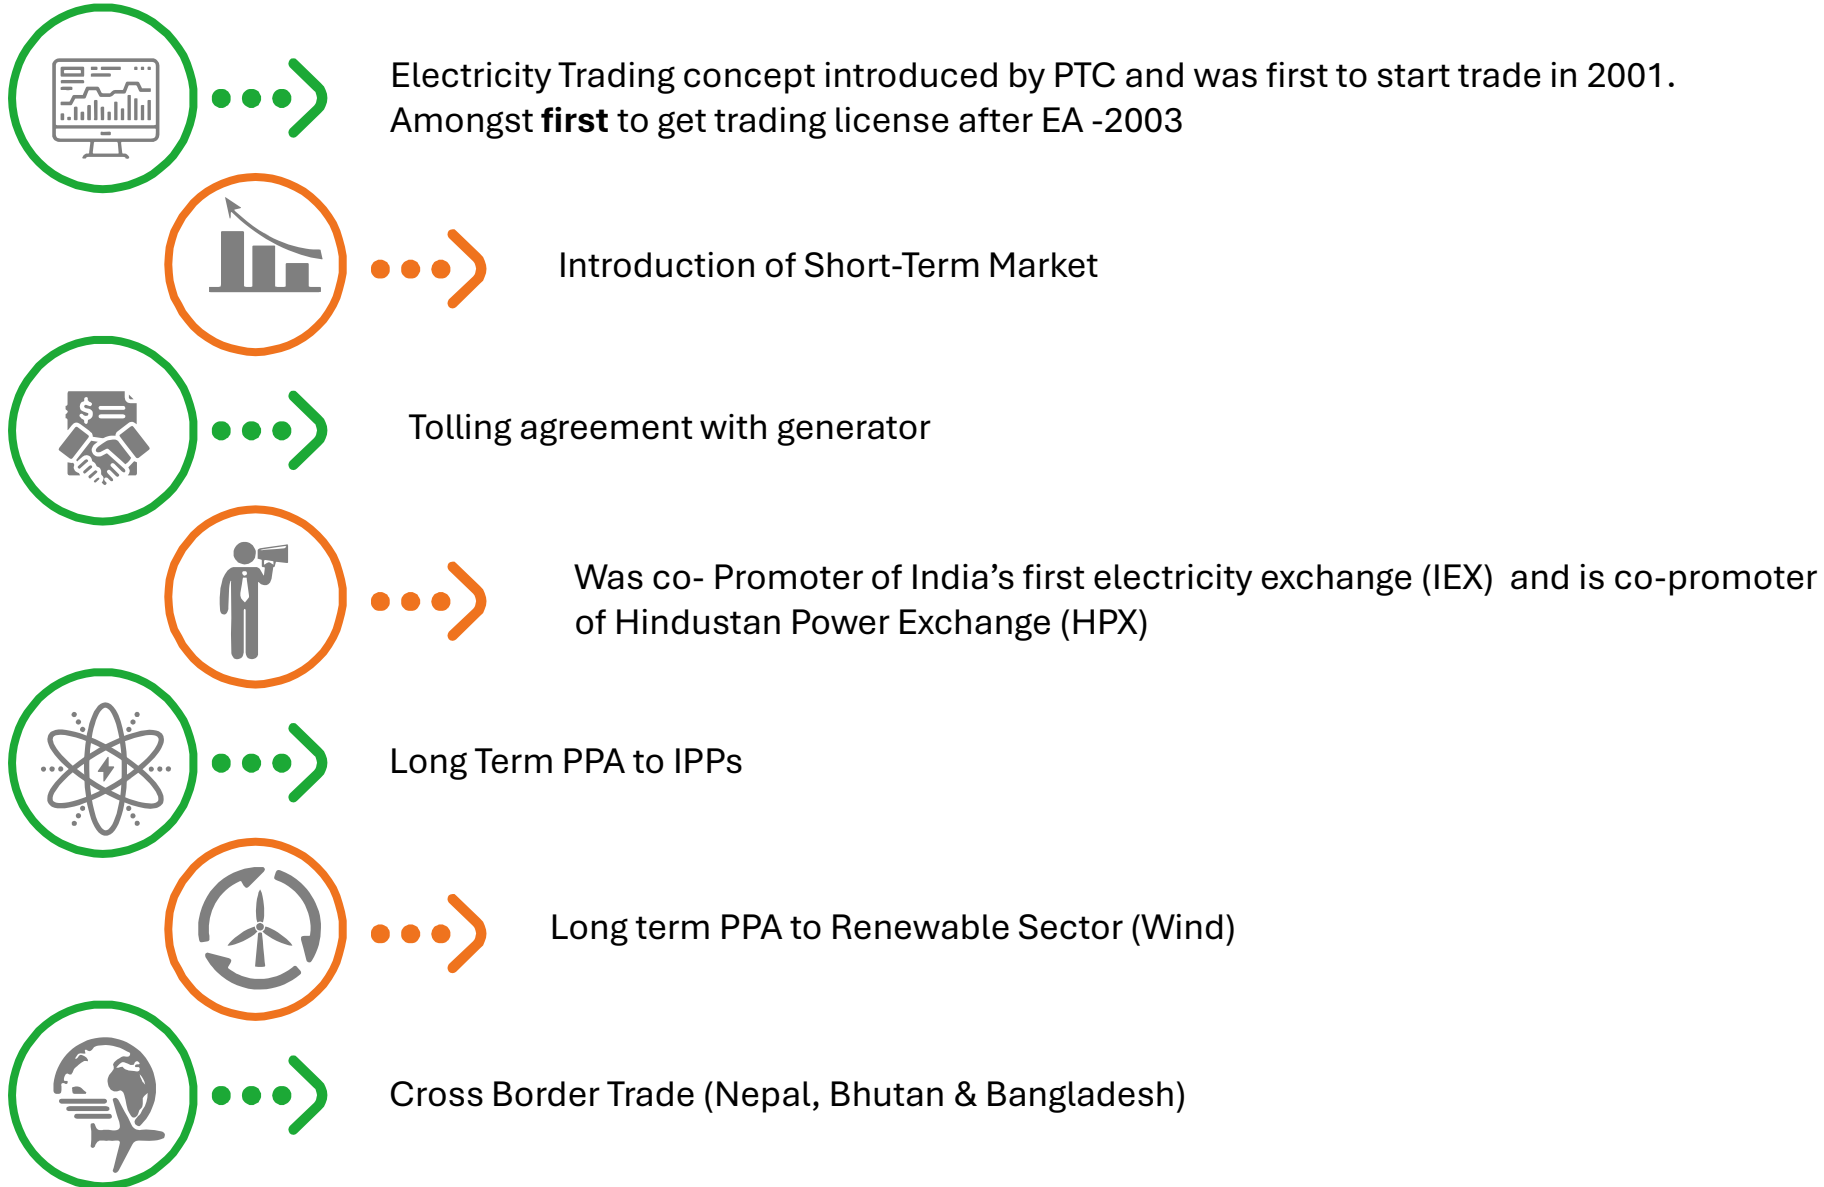 Electricity Trading concept introduced by PTC and was first to start trade in 2001.
Amongst first to get trading license after EA -2003
Introduction of Short-Term Market
$
Tolling agreement with generator
Was co- Promoter of India’s first electricity exchange (IEX)  and is co-promoter
of Hindustan Power Exchange (HPX)
Long Term PPA to IPPs
Long term PPA to Renewable Sector (Wind)
Cross Border Trade (Nepal, Bhutan & Bangladesh)